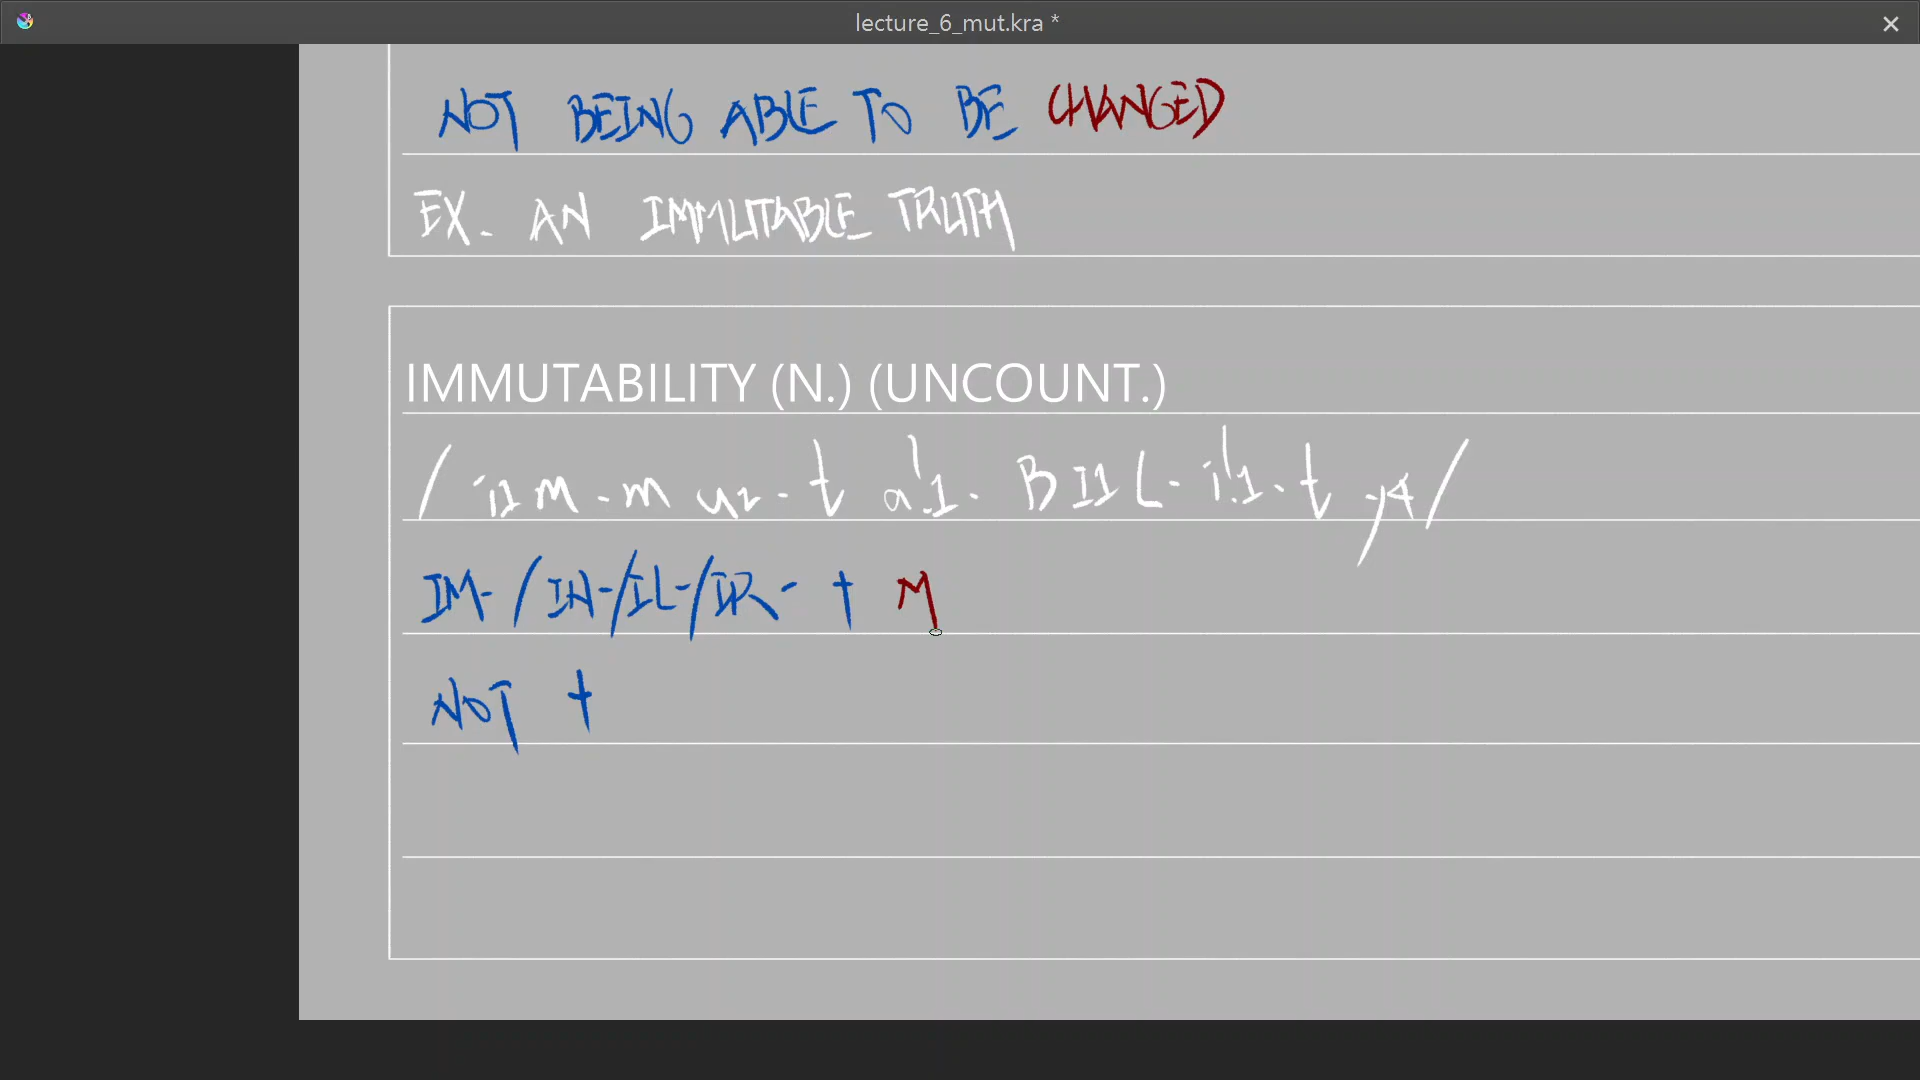 lecture_6_mut.kra *
NOT BEING ABLE TO BE CHANGED
EX. AN IMMUTABLE TRUTH
IMMUTABILITY (N.) (UNCOUNT.)
IM- / IN-/IL-/IR- + M
NOT +